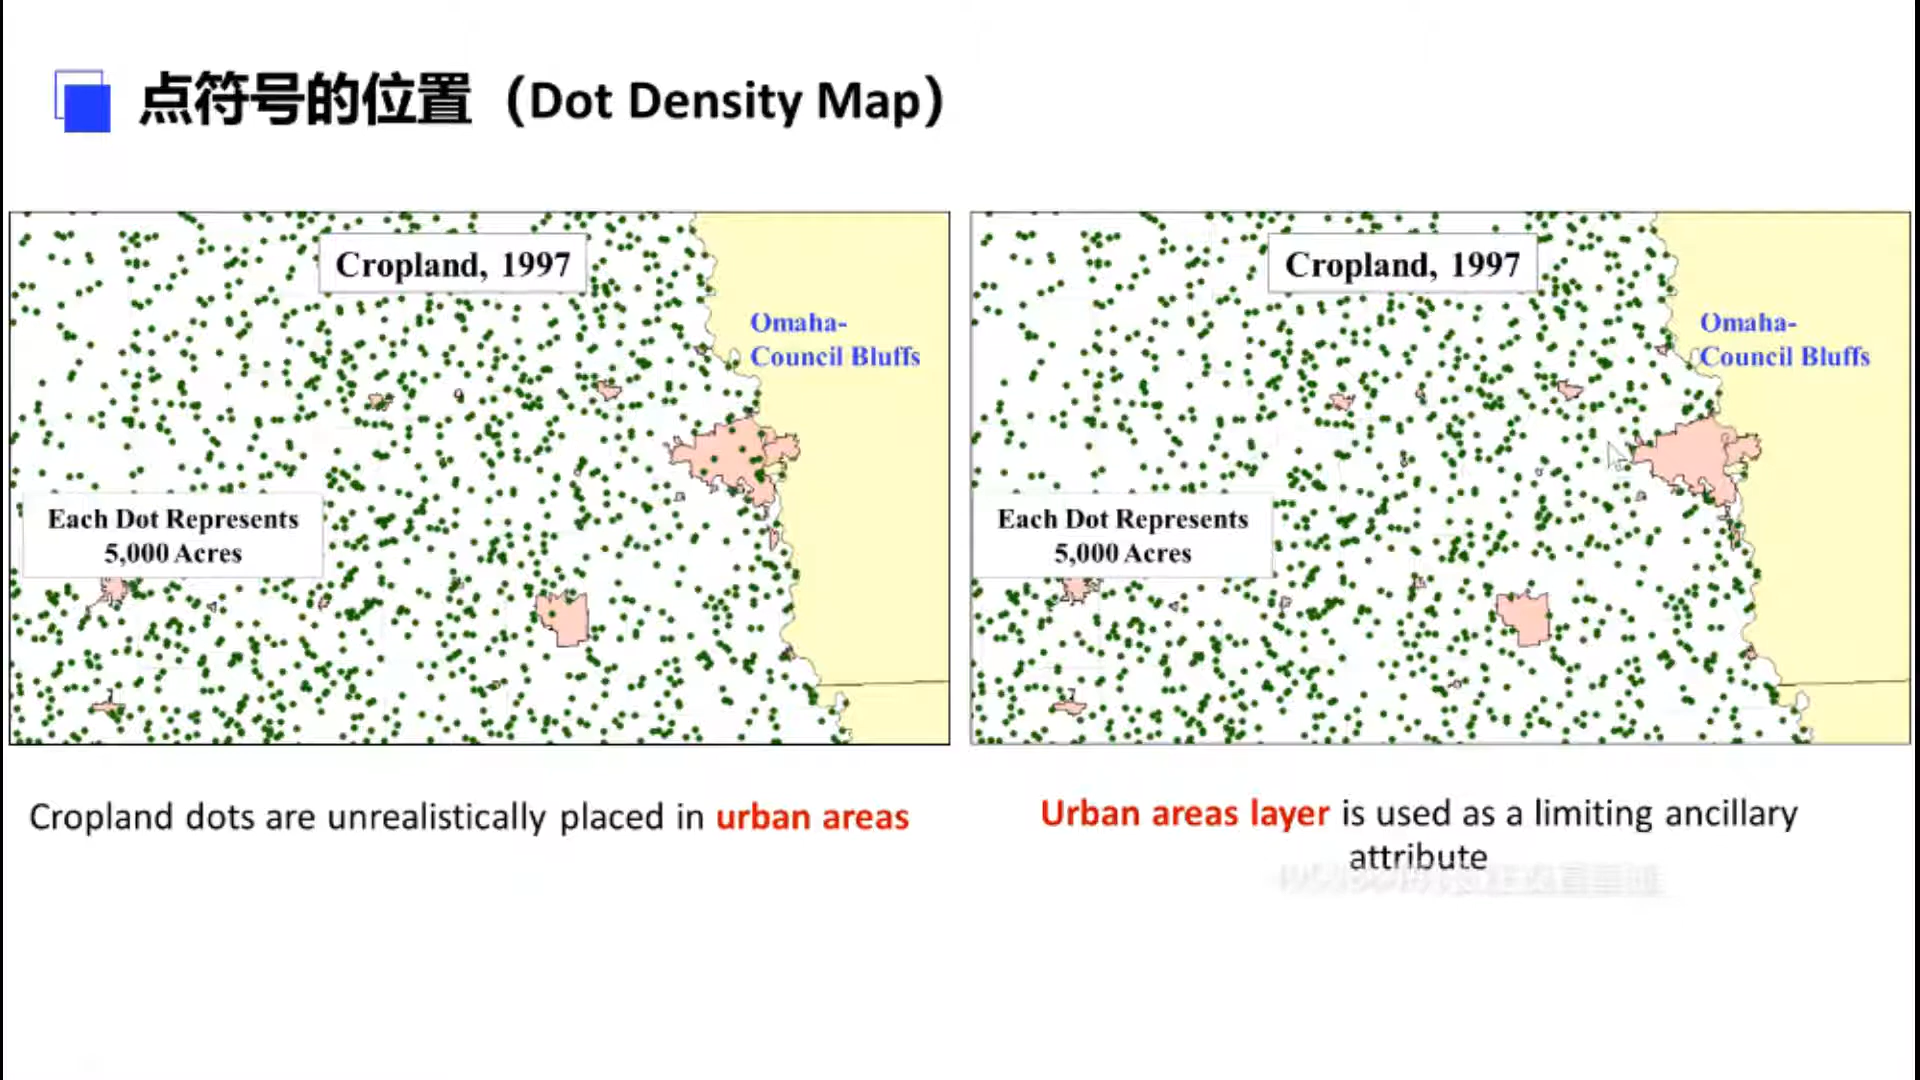 点符号的位置（Dot Density Map）
Cropland, 1997
Omaha-
Council Bluffs
Each Dot Represents
5,000 Acres
Cropland dots are unrealistically placed in urban areas
Cropland, 1997
Omaha-
Council Bluffs
Each Dot Represents
5,000 Acres
Urban areas layer is used as a limiting ancillary
attribute